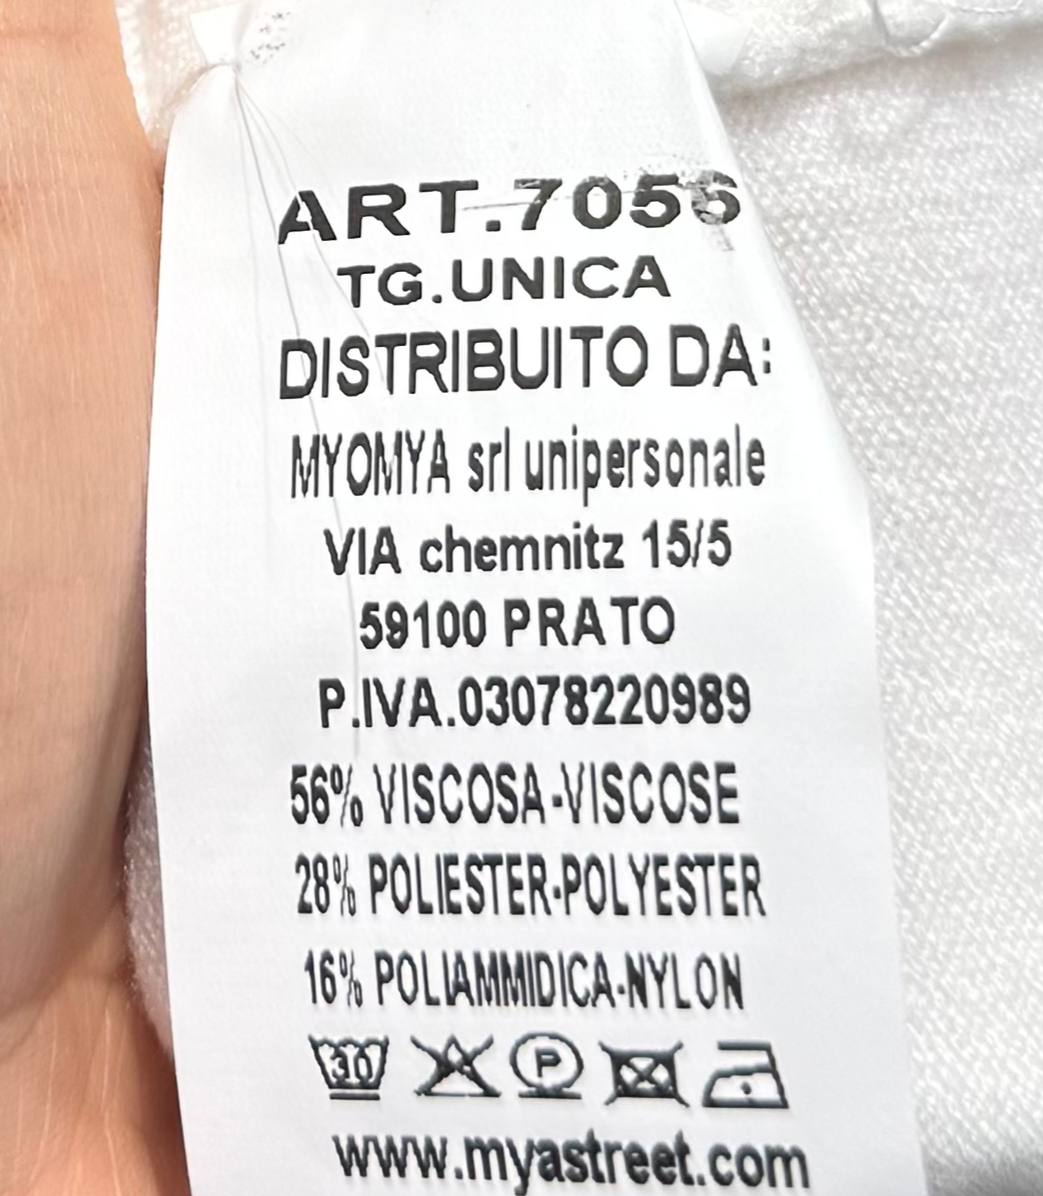 ART.7056
TG.UNICA
DISTRIBUITO DA:
MYOMYA srl unipersonale
VIA chemnitz 15/5
59100 PRATO
P.IVA.03078220989
56% VISCOSA-VISCOSE
28% POLIESTER-POLYESTER
16% POLIAMMIDICA-NYLON
30 P
www.myastreet.com